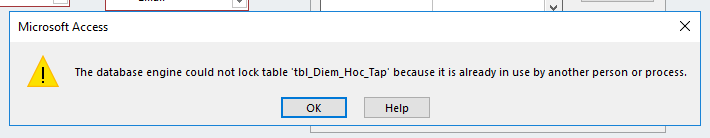 Microsoft Access
The database engine could not lock table 'tbl_Diem_Hoc_Tap' because it is already in use by another person or process.
OK
Help